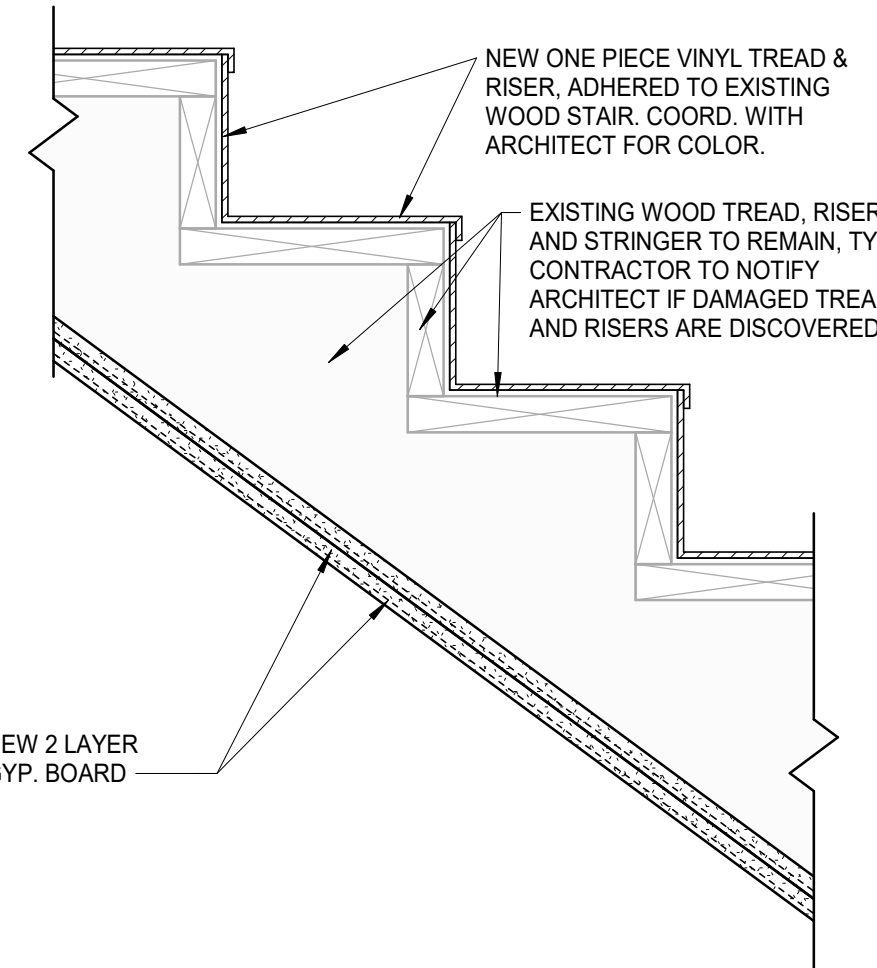 NEW ONE PIECE VINYL TREAD &
RISER, ADHERED TO EXISTING
WOOD STAIR. COORD. WITH
ARCHITECT FOR COLOR.
EXISTING WOOD TREAD, RISER
AND STRINGER TO REMAIN, TY
CONTRACTOR TO NOTIFY
ARCHITECT IF DAMAGED TREA
AND RISERS ARE DISCOVERED
EW 2 LAYER
GYP. BOARD